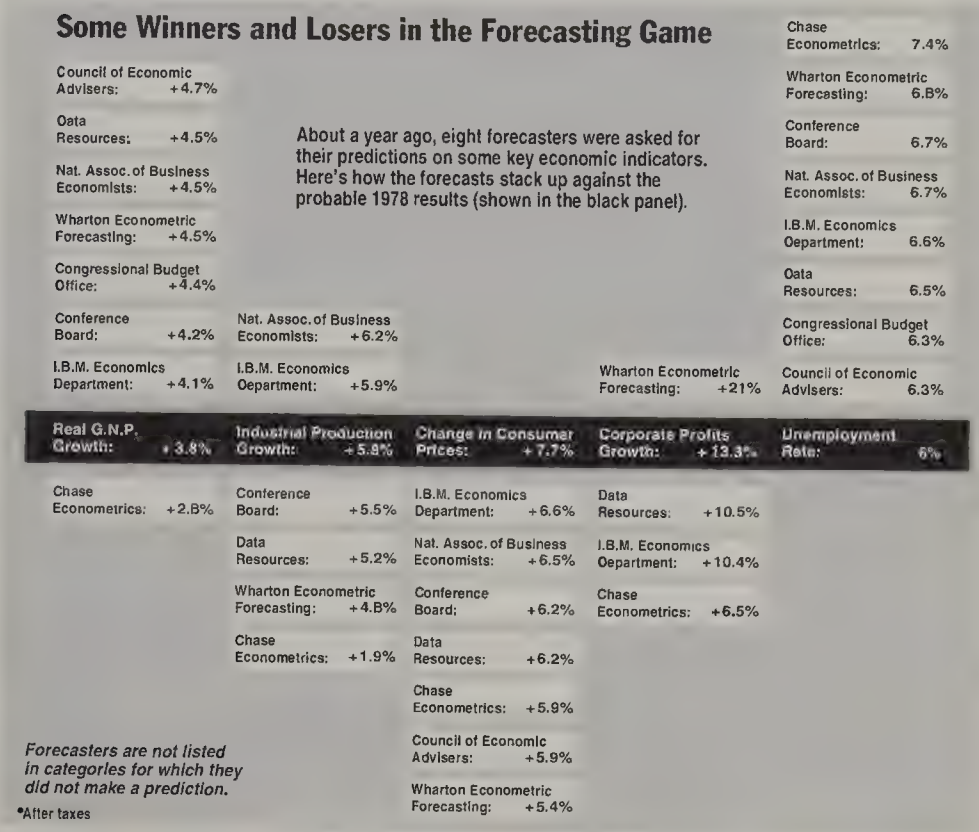 Some Winners and Losers in the Forecasting Game
About a year ago, eight forecasters were asked for
their predictions on some key economic indicators.
Here's how the forecasts stack up against the
probable 1978 results (shown in the black panel).
Council of Economic
Advisers: +4.7%
Oata
Resources: +4.5%
Nat. Assoc. of Business
Economists: +4.5%
Wharton Econometric
Forecasting: +4.5%
Congressional Budget
Office: +4.4%
Conference
Board: +4.2%
I.B.M. Economics
Department: +4.1%
Real G.N.P.
Growth: +3.8%
Chase
Econometrics: +2.B%
Nat. Assoc. of Business
Economists: +6.2%
I.B.M. Economics
Oepartment: +5.9%
Industrial Production
Growth: +5.8%
Conference
Board: +5.5%
Data
Resources: +5.2%
Wharton Econometric
Forecasting: +4.B%
Chase
Econometrics: +1.9%
Change in Consumer
Prices: +7.7%
I.B.M. Economics
Department: +6.6%
Nat. Assoc. of Business
Economists: +6.5%
Conference
Board: +6.2%
Data
Resources: +6.2%
Chase
Econometrics: +5.9%
Council of Economic
Advisers: +5.9%
Wharton Econometric
Forecasting: +5.4%
Wharton Econometric
Forecasting: +21%
Corporate Profits
Growth: +13.3%
Data
Resources: +10.5%
I.B.M. Economics
Oepartment: +10.4%
Chase
Econometrics: +6.5%
Chase
Econometrics: 7.4%
Wharton Econometric
Forecasting: 6.B%
Conference
Board: 6.7%
Nat. Assoc. of Business
Economists: 6.7%
I.B.M. Economics
Oepartment: 6.6%
Oata
Resources: 6.5%
Congressional Budget
Office: 6.3%
Council of Economic
Advisers: 6.3%
Unemployment
Rate: 6%
Forecasters are not listed
in categories for which they
did not make a prediction.
*After taxes